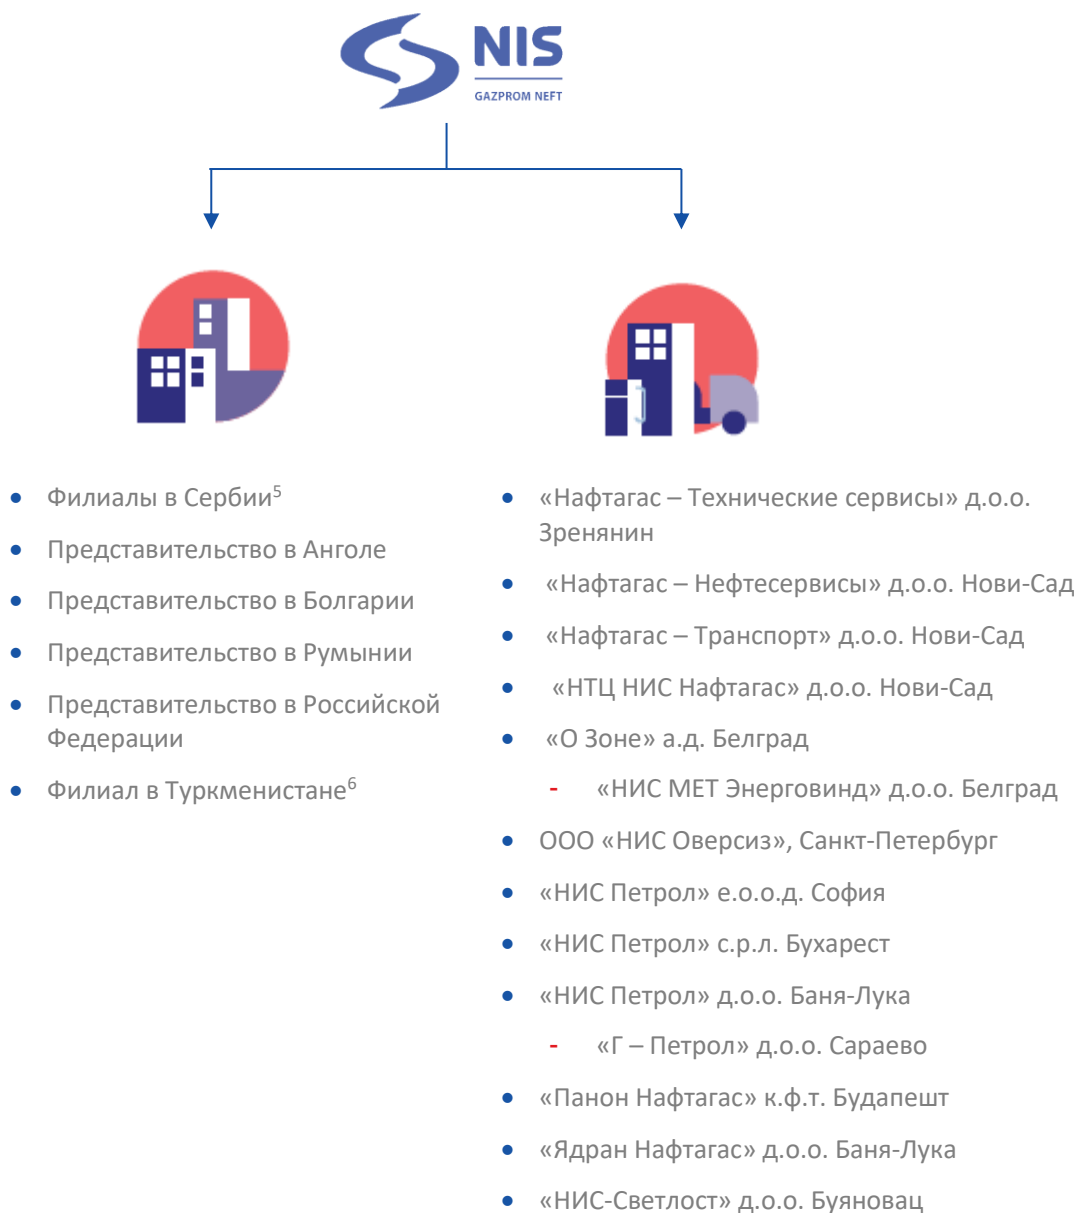 NIS
GAZPROM NEFT
• Филиалы в Сербии⁵
• Представительство в Анголе
• Представительство в Болгарии
• Представительство в Румынии
• Представительство в Российской
Федерации
• Филиал в Туркменистане⁶
• «Нафтагас – Технические сервисы» д.о.о.
Зренянин
• «Нафтагас – Нефтесервисы» д.о.о. Нови-Сад
• «Нафтагас – Транспорт» д.о.о. Нови-Сад
• «НТЦ НИС Нафтагас» д.о.о. Нови-Сад
• «О Зоне» а.д. Белград
- «НИС МЕТ Энерговинд» д.о.о. Белград
• ООО «НИС Оверсиз», Санкт-Петербург
• «НИС Петрол» е.о.о.д. София
• «НИС Петрол» с.р.л. Бухарест
• «НИС Петрол» д.о.о. Баня-Лука
- «Г – Петрол» д.о.о. Сараево
• «Панон Нафтагас» к.ф.т. Будапешт
• «Ядран Нафтагас» д.о.о. Баня-Лука
• «НИС-Светлост» д.о.о. Буяновац